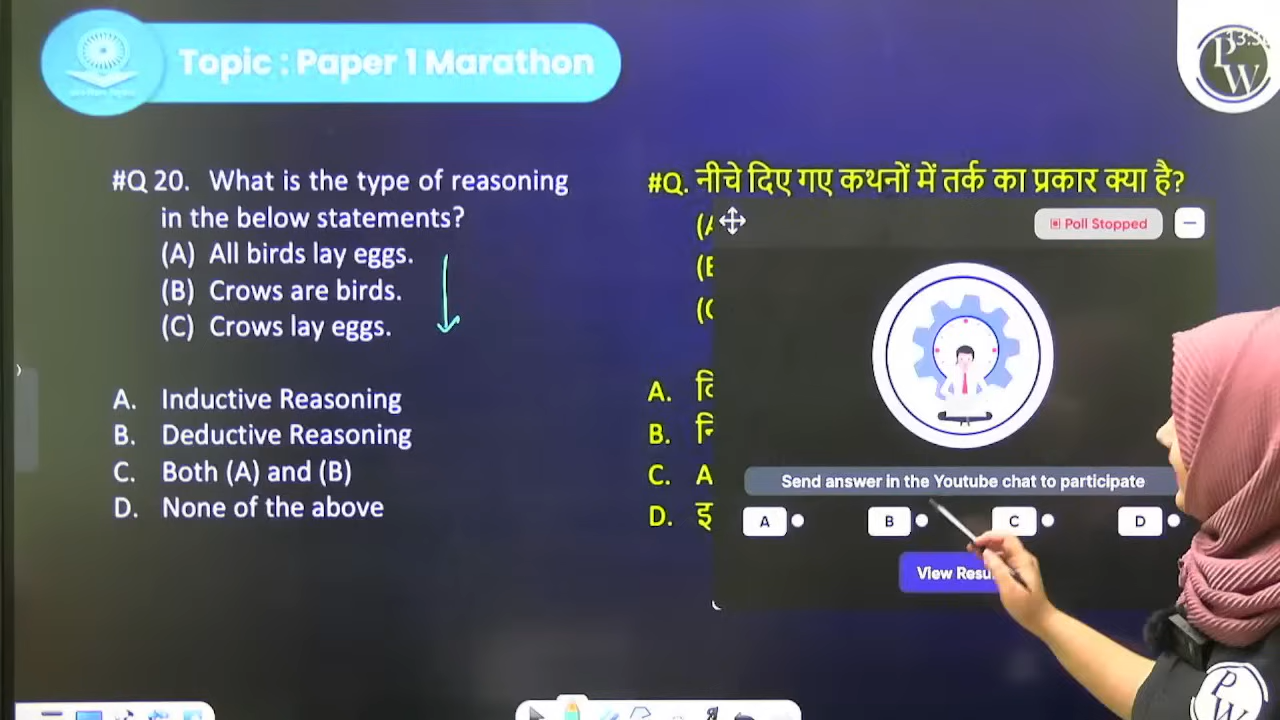 Topic : Paper 1 Marathon
PW
#Q 20. What is the type of reasoning
in the below statements?
(A) All birds lay eggs.
(B) Crows are birds.
(C) Crows lay eggs.
A. Inductive Reasoning
B. Deductive Reasoning
C. Both (A) and (B)
D. None of the above
#Q. नीचे दिए गए कथनों में तर्क का प्रकार क्या है?
A.
B.
C. A
D.
Poll Stopped
Send answer in the Youtube chat to participate
A B C D
View
PW